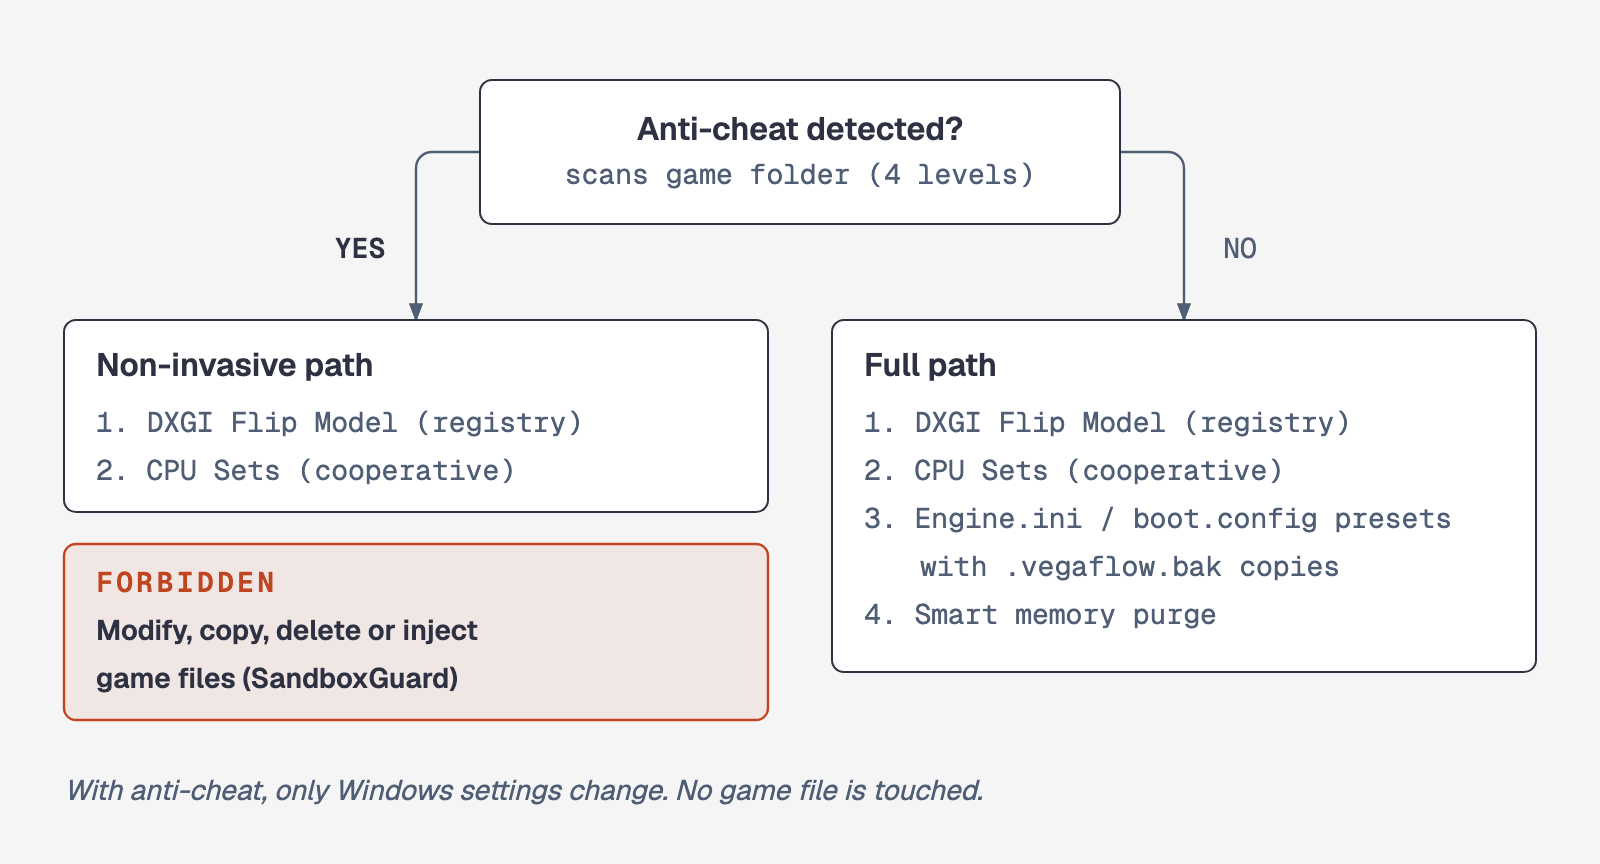 Anti-cheat detected?
scans game folder (4 levels)
YES
NO
Non-invasive path
1. DXGI Flip Model (registry)
2. CPU Sets (cooperative)
FORBIDDEN
Modify, copy, delete or inject
game files (SandboxGuard)
Full path
1. DXGI Flip Model (registry)
2. CPU Sets (cooperative)
3. Engine.ini / boot.config presets
with .vegaflow.bak copies
4. Smart memory purge
With anti-cheat, only Windows settings change. No game file is touched.